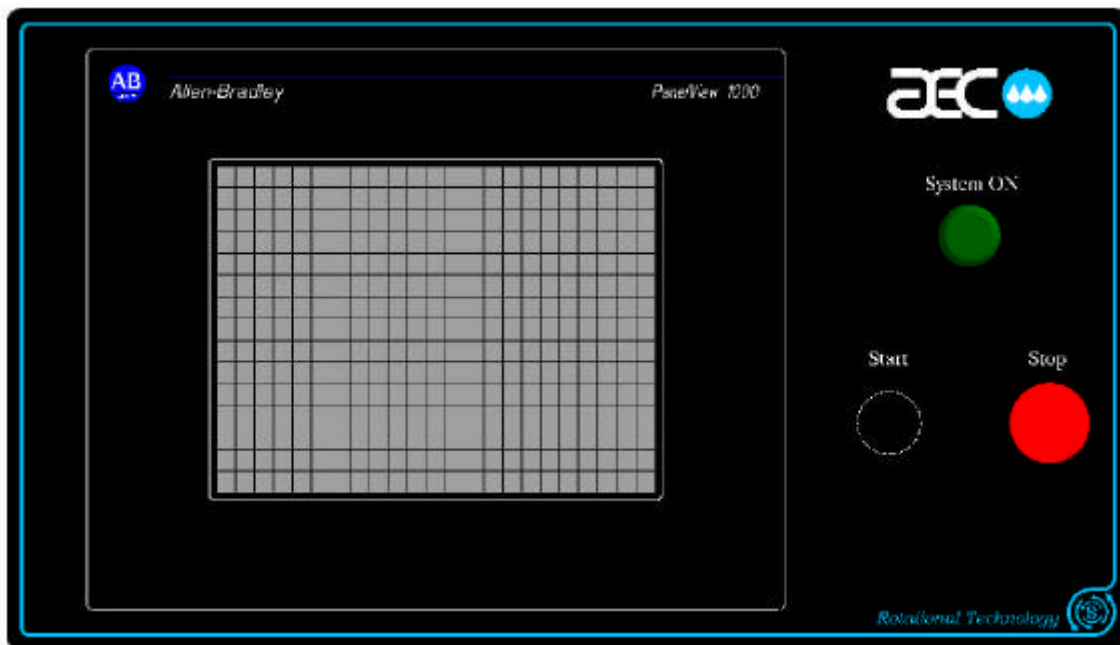 AB
Allen-Bradley
PanelView 1000
AEC
System ON
Start
Stop
Rotational Technology